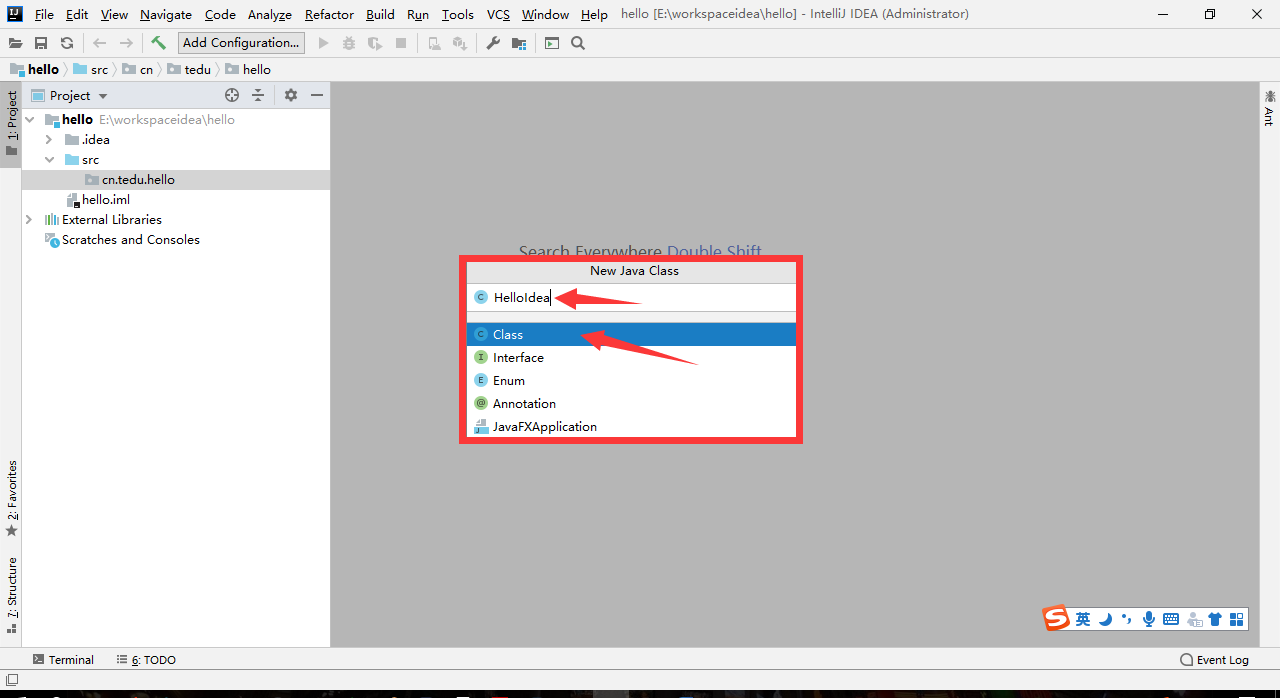 File Edit View Navigate Code Analyze Refactor Build Run Tools VCS Window Help hello [E:\workspaceidea\hello] - IntelliJ IDEA (Administrator)
Add Configuration...
hello src cn tedu hello
1: Project
Project
hello E:\workspaceidea\hello
.idea
src
cn.tedu.hello
hello.iml
External Libraries
Scratches and Consoles
Ant
Search Everywhere Double Shift
New Java Class
HelloIdea
Class
Interface
Enum
Annotation
JavaFXApplication
2: Favorites
7: Structure
英
Terminal 6: TODO Event Log